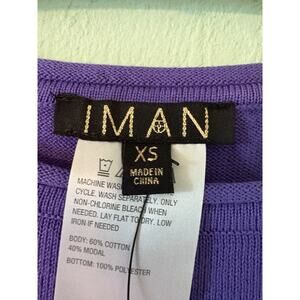 IMAN
XS
MADE IN
CHINA
MACHINE WASH
CYCLE. WASH SEPARATELY. ONLY
NON-CHLORINE BLEACH WHEN
NEEDED. LAY FLAT TO DRY. LOW
IRON IF NEEDED
BODY: 60% COTTON
40% MODAL
BOTTOM: 100% POLYESTER